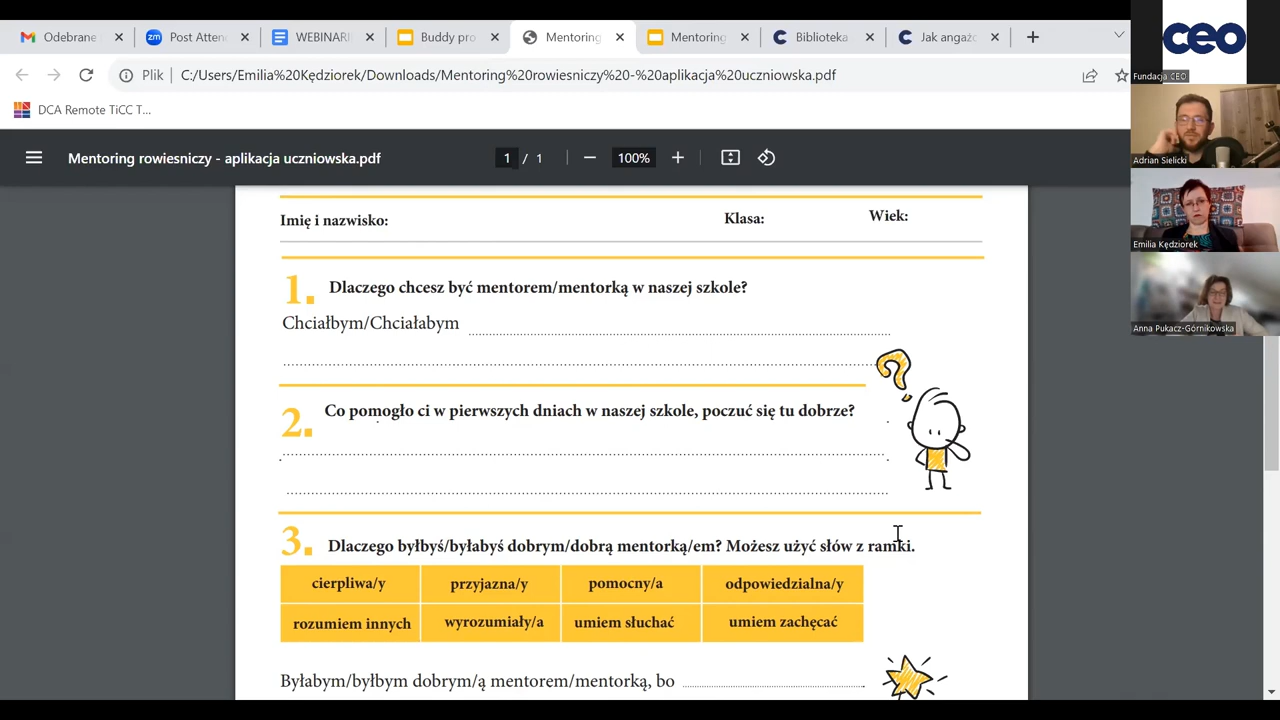 Odebrane
zm
Post Atten
WEBINARI
Buddy pro
Mentoring
Mentoring
Biblioteka
Jak angażo
Plik
C:/Users/Emilia%20Kędziorek/Downloads/Mentoring%20rowiesniczy%20-%20aplikacja%20uczniowska.pdf
DCA Remote TiCC T...
Mentoring rowiesniczy - aplikacja uczniowska.pdf
1 / 1
100%
Imię i nazwisko: Klasa: Wiek:
1. Dlaczego chcesz być mentorem/mentorką w naszej szkole?
Chciałbym/Chciałabym
2. Co pomogło ci w pierwszych dniach w naszej szkole, poczuć się tu dobrze?
3. Dlaczego byłbyś/byłabyś dobrym/dobrą mentorką/em? Możesz użyć słów z ramki.
cierpliwa/y przyjazna/y pomocny/a odpowiedzialna/y
rozumiem innych wyrozumiały/a umiem słuchać umiem zachęcać
Byłabym/byłbym dobrym/ą mentorem/mentorką, bo
ceo
Fundacja CEO
Adrian Sielicki
Emilia Kędziorek
Anna Pukacz-Górnikowska